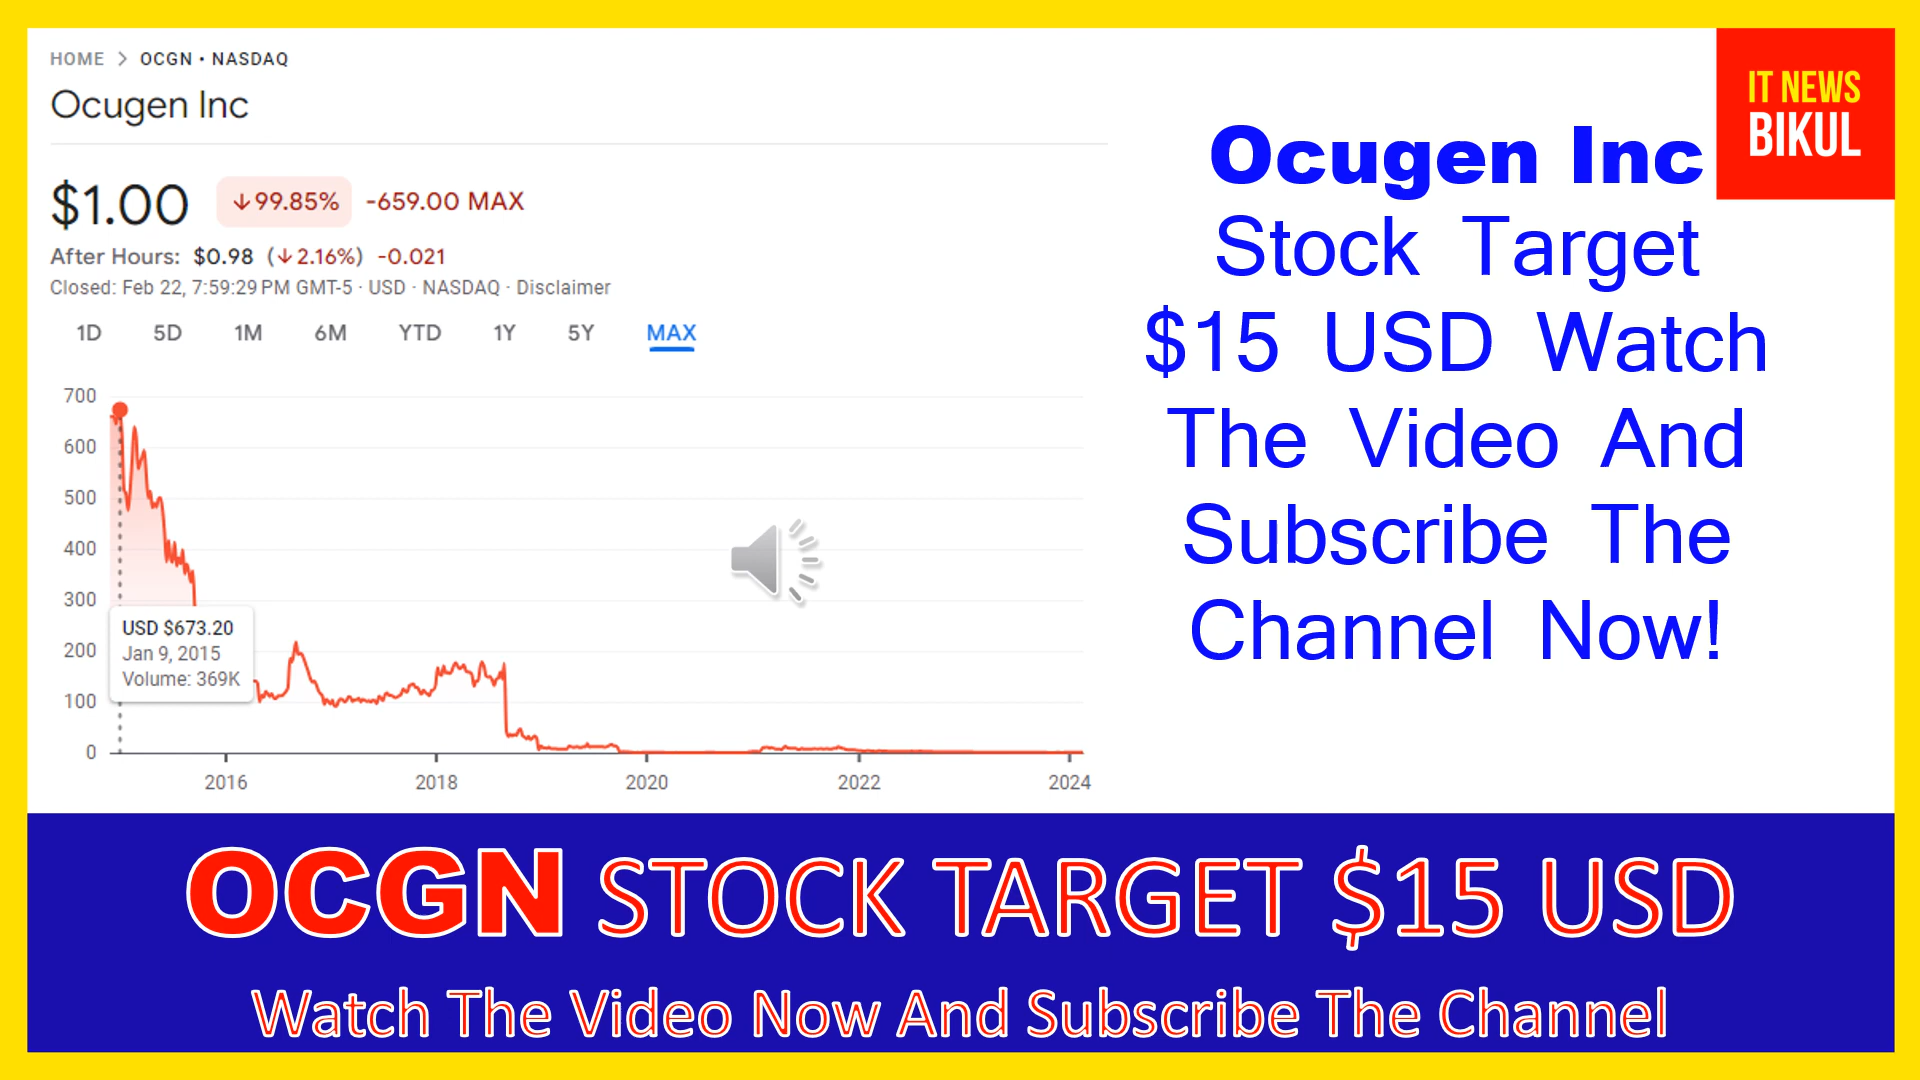 HOME > OCGN • NASDAQ
Ocugen Inc
$1.00 ↓99.85% -659.00 MAX
After Hours: $0.98 (↓2.16%) -0.021
Closed: Feb 22, 7:59:29 PM GMT-5 · USD · NASDAQ · Disclaimer
1D 5D 1M 6M YTD 1Y 5Y MAX
700
600
500
400
300
200
100
0
USD $673.20
Jan 9, 2015
Volume: 369K
2016 2018 2020 2022 2024
Ocugen Inc
Stock Target
$15 USD Watch
The Video And
Subscribe The
Channel Now!
IT NEWS
BIKUL
OCGN STOCK TARGET $15 USD
Watch The Video Now And Subscribe The Channel